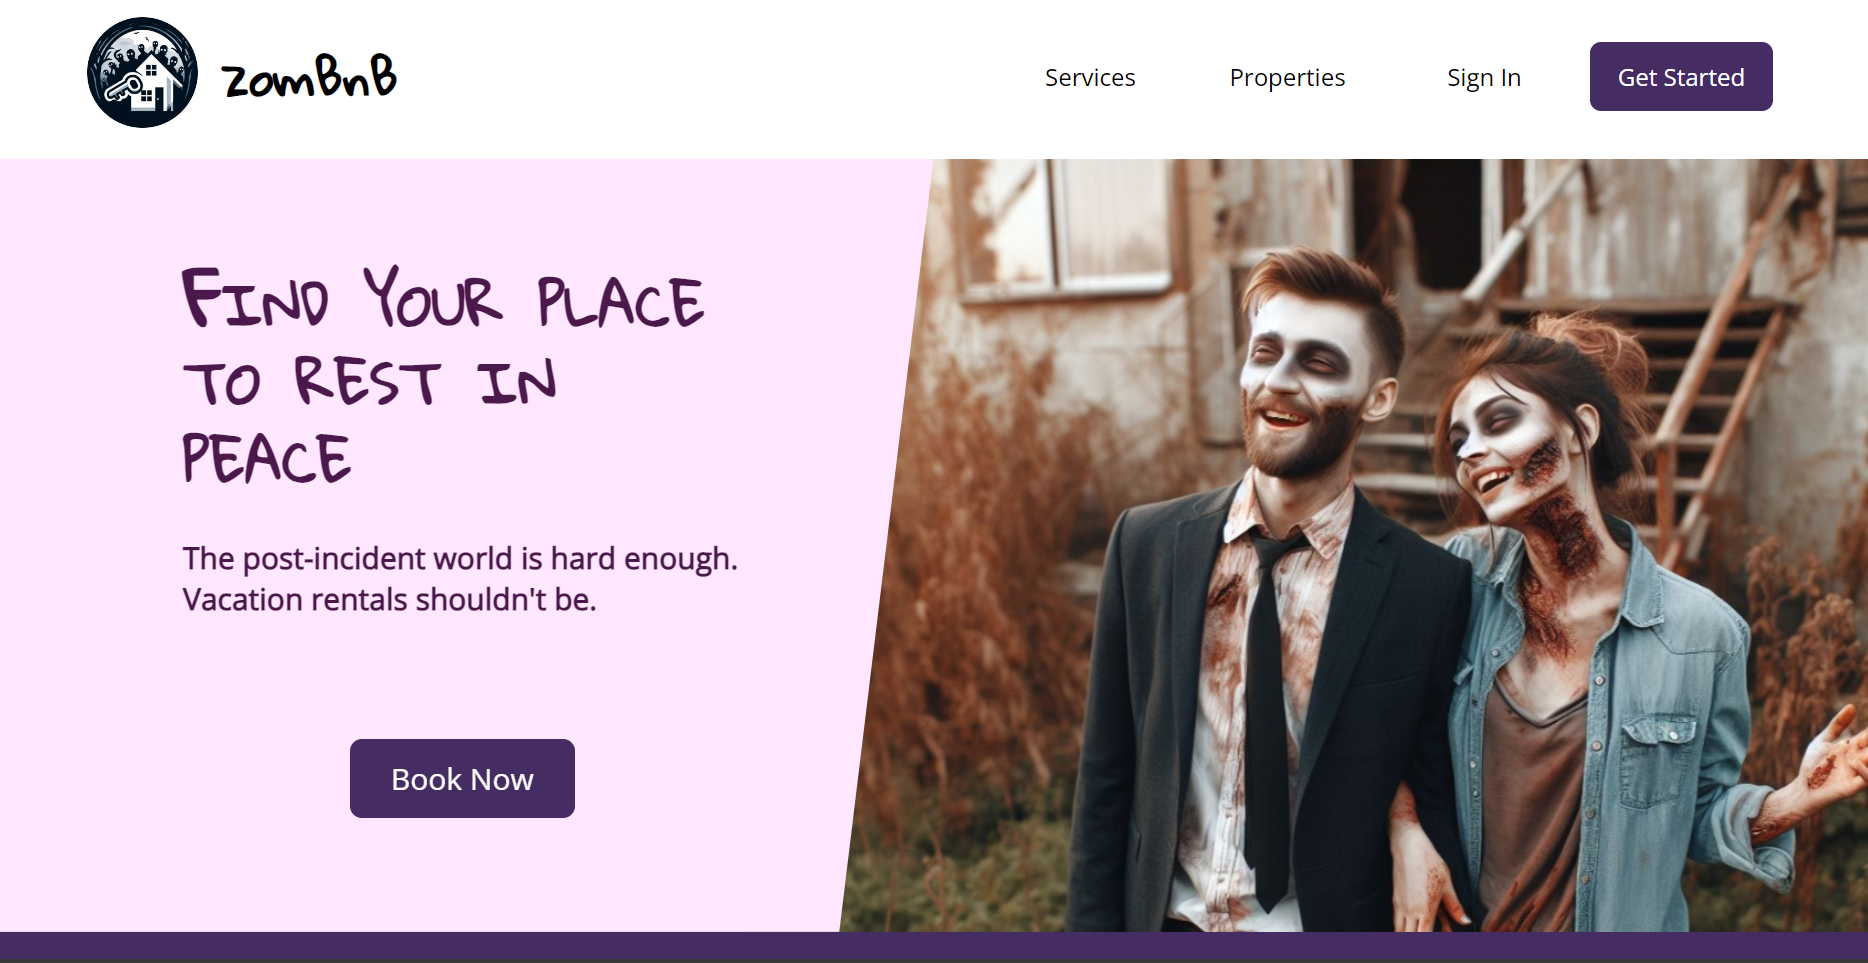 zomBnB
Services
Properties
Sign In
Get Started
Find Your place
to rest in
peace
The post-incident world is hard enough.
Vacation rentals shouldn't be.
Book Now